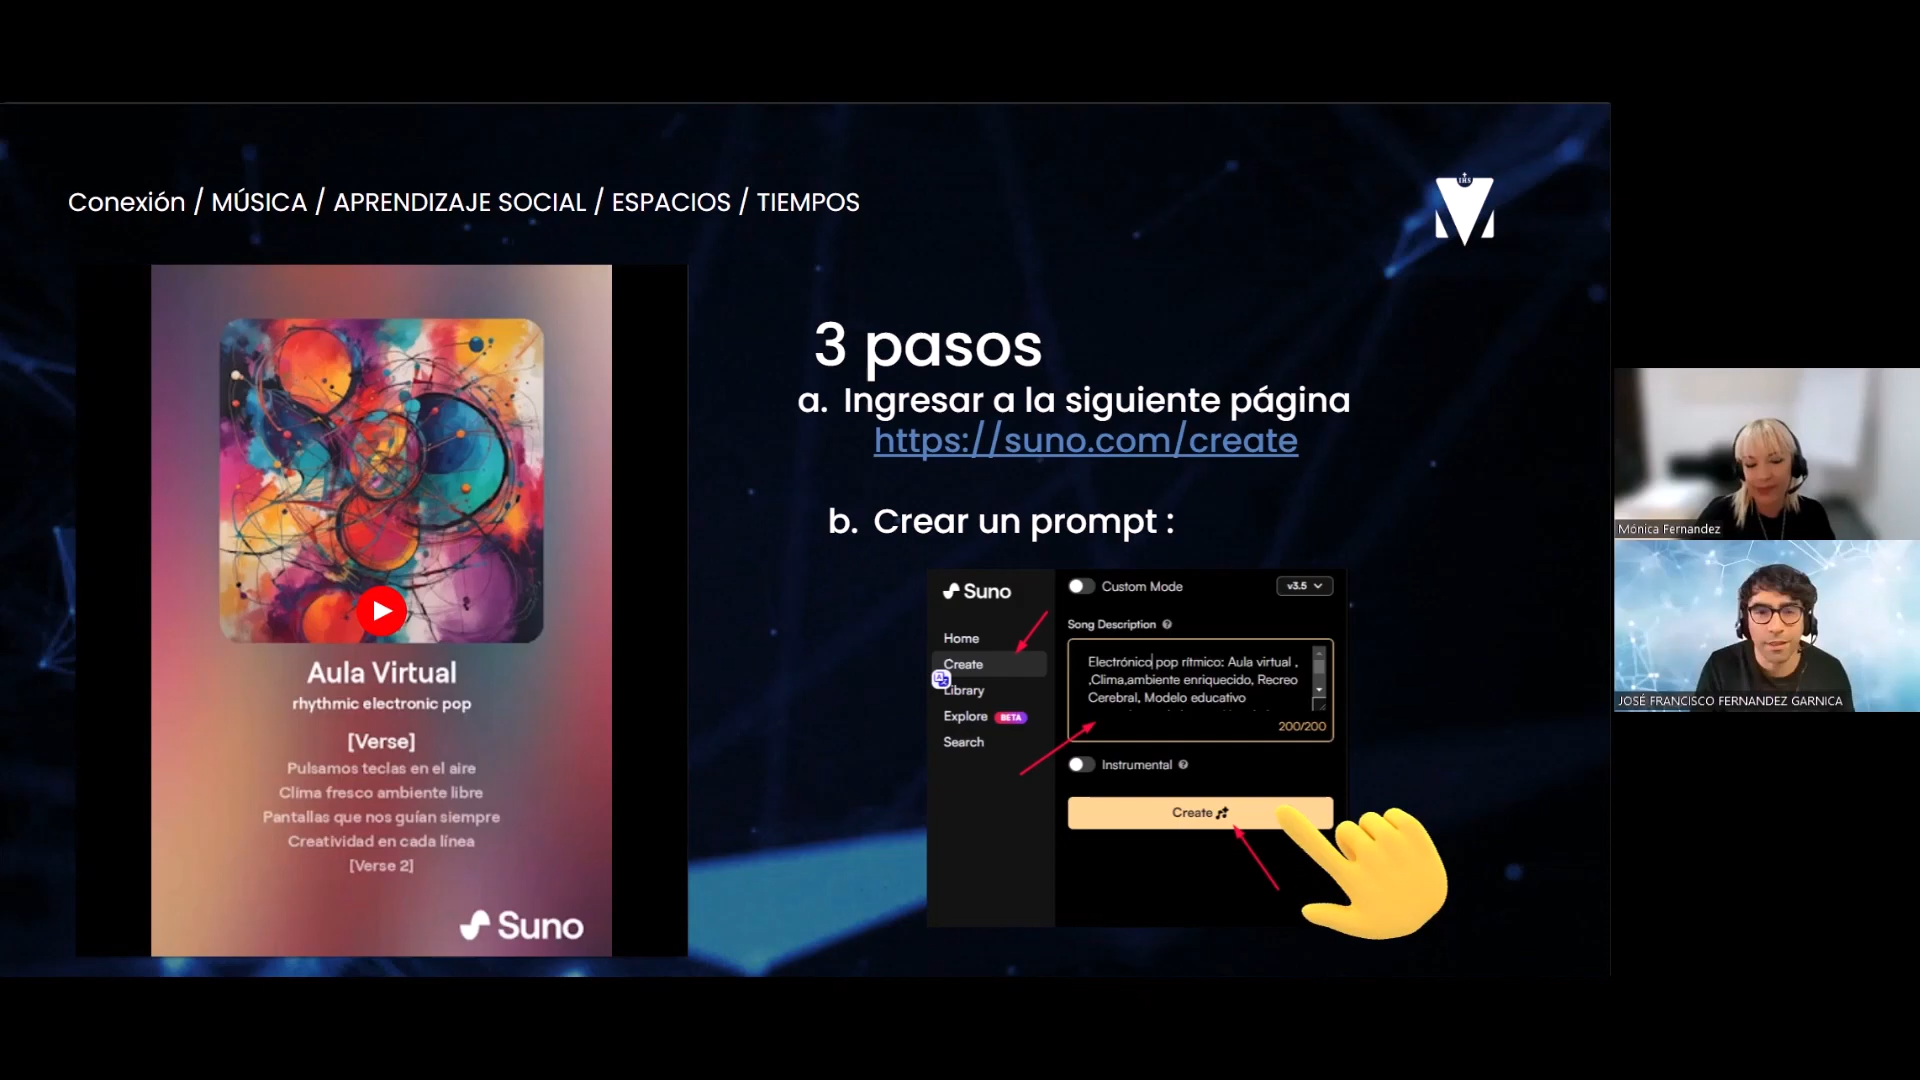 Conexión / MÚSICA / APRENDIZAJE SOCIAL / ESPACIOS / TIEMPOS
IHS
Aula Virtual
rhythmic electronic pop
[Verse]
Pulsamos teclas en el aire
Clima fresco ambiente libre
Pantallas que nos guían siempre
Creatividad en cada línea
[Verse 2]
Suno
3 pasos
a. Ingresar a la siguiente página
https://suno.com/create
b. Crear un prompt :
Suno
Home
Create
Library
Explore BETA
Search
Custom Mode
v3.5
Song Description
Electrónico pop rítmico: Aula virtual ,
,Clima,ambiente enriquecido, Recreo
Cerebral, Modelo educativo
200/200
Instrumental
Create
Mónica Fernandez
JOSÉ FRANCISCO FERNANDEZ GARNICA